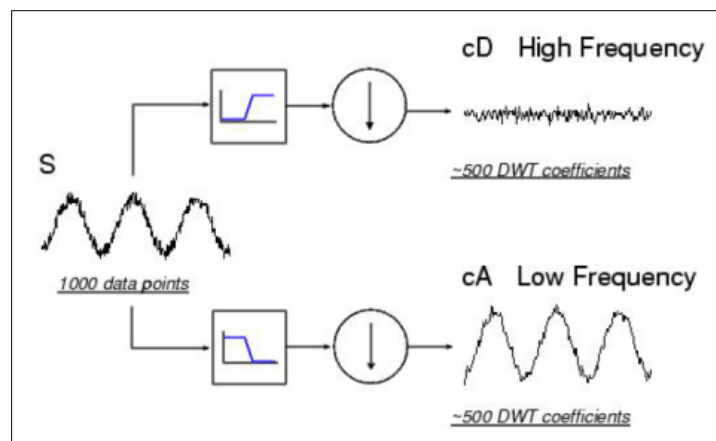 cD High Frequency
~500 DWT coefficients
S
1000 data points
cA Low Frequency
~500 DWT coefficients